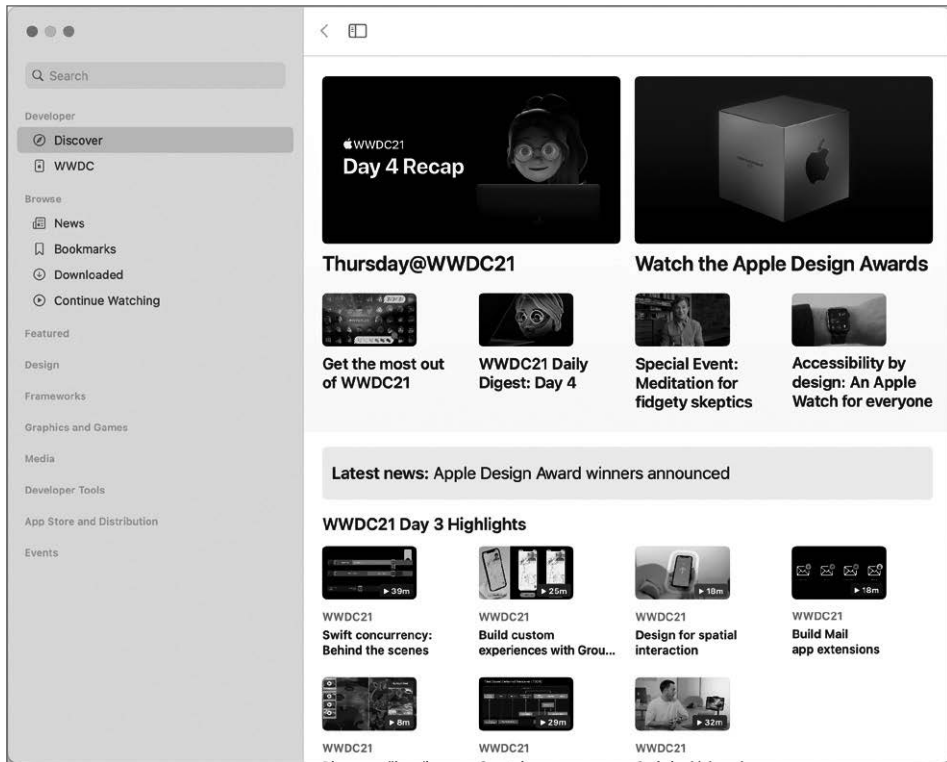 Search
Developer
Discover
WWDC
Browse
News
Bookmarks
Downloaded
Continue Watching
Featured
Design
Frameworks
Graphics and Games
Media
Developer Tools
App Store and Distribution
Events
WWDC21
Day 4 Recap
Thursday@WWDC21
Watch the Apple Design Awards
Get the most out
of WWDC21
WWDC21 Daily
Digest: Day 4
Special Event:
Meditation for
fidgety skeptics
Accessibility by
design: An Apple
Watch for everyone
Latest news: Apple Design Award winners announced
WWDC21 Day 3 Highlights
39m
WWDC21
Swift concurrency:
Behind the scenes
25m
WWDC21
Build custom
experiences with Grou...
18m
WWDC21
Design for spatial
interaction
18m
WWDC21
Build Mail
app extensions
8m
WWDC21
29m
WWDC21
32m
WWDC21